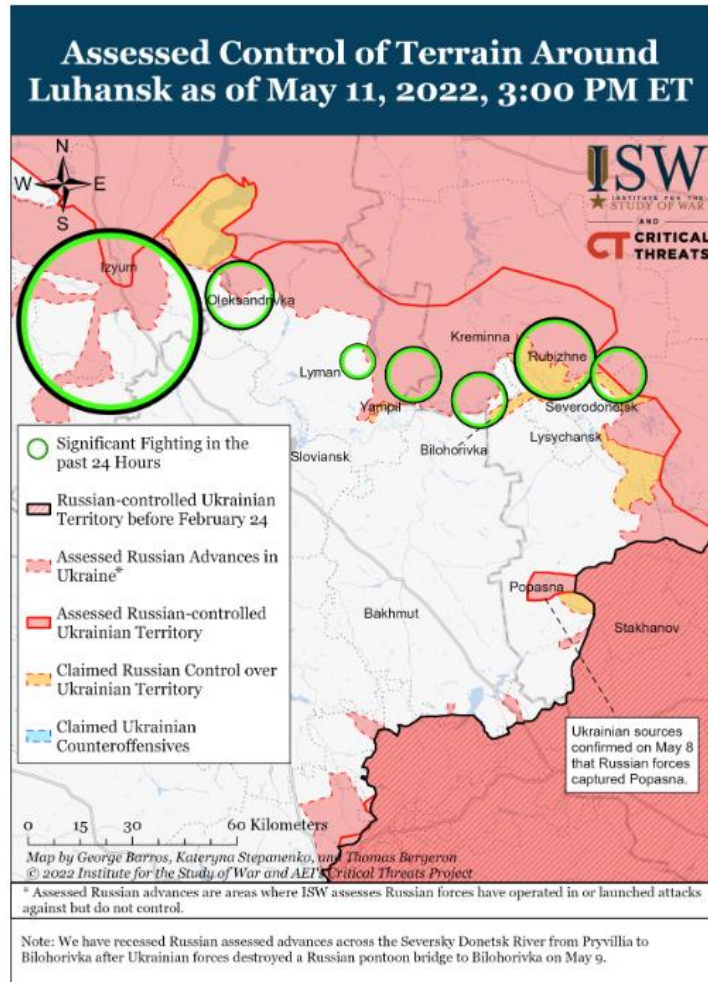 Assessed Control of Terrain Around
Luhansk as of May 11, 2022, 3:00 PM ET
N
W E
S
ISW
INSTITUTE FOR THE
STUDY OF WAR
AND
CT CRITICAL
THREATS
Izyum
Oleksandrivka
Kreminna
Rubizhne
Lyman
Yampil
Severodonetsk
Sloviansk
Bilohorivka
Lysychansk
Popasna
Bakhmut
Stakhanov
Significant Fighting in the
past 24 Hours
Russian-controlled Ukrainian
Territory before February 24
Assessed Russian Advances in
Ukraine*
Assessed Russian-controlled
Ukrainian Territory
Claimed Russian Control over
Ukrainian Territory
Claimed Ukrainian
Counteroffensives
Ukrainian sources
confirmed on May 8
that Russian forces
captured Popasna.
0 15 30 60 Kilometers
Map by George Barros, Kateryna Stepanenko, and Thomas Bergeron
© 2022 Institute for the Study of War and AEI's Critical Threats Project
* Assessed Russian advances are areas where ISW assesses Russian forces have operated in or launched attacks
against but do not control.
Note: We have recessed Russian assessed advances across the Seversky Donetsk River from Pryvillia to
Bilohorivka after Ukrainian forces destroyed a Russian pontoon bridge to Bilohorivka on May 9.